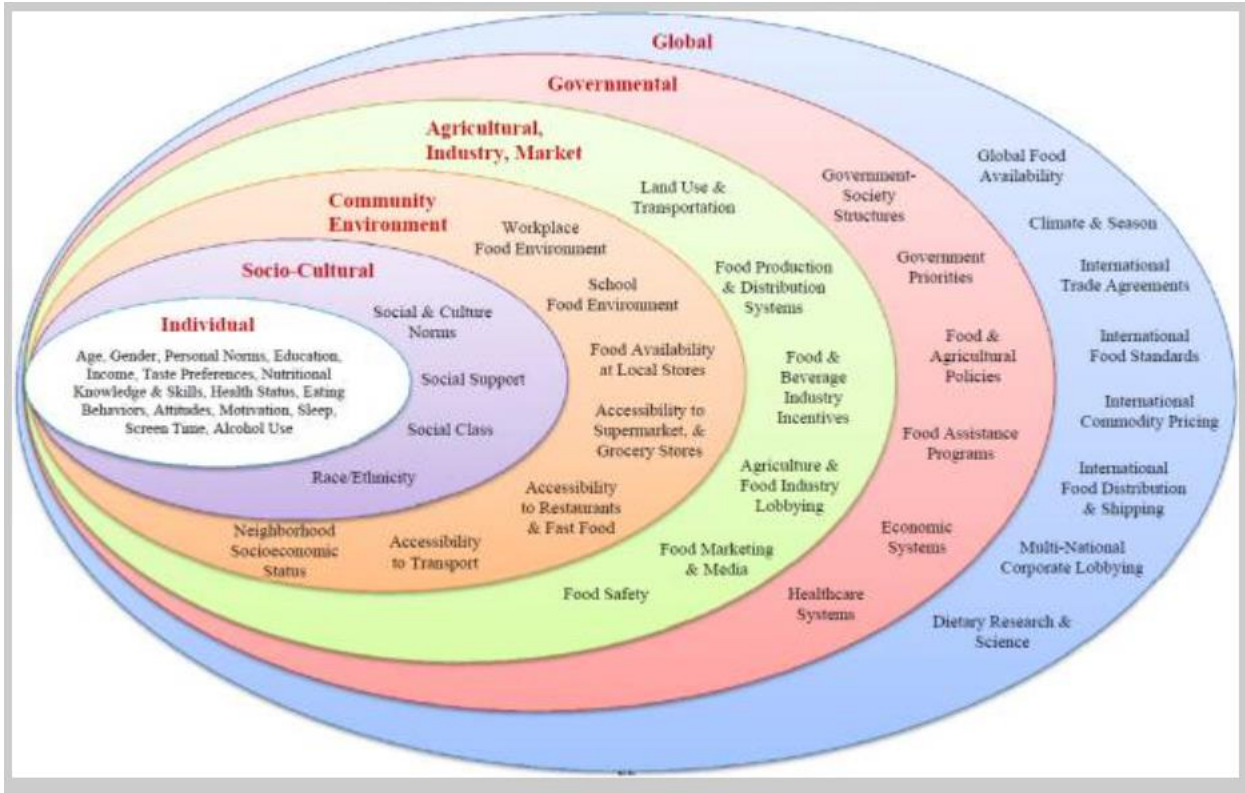 Global
Governmental
Agricultural,
Industry, Market
Community
Environment
Socio-Cultural
Individual
Age, Gender, Personal Norms, Education,
Income, Taste Preferences, Nutritional
Knowledge & Skills, Health Status, Eating
Behaviors, Attitudes, Motivation, Sleep,
Screen Time, Alcohol Use
Social & Culture
Norms
Social Support
Social Class
Race/Ethnicity
Workplace
Food Environment
School
Food Environment
Food Availability
at Local Stores
Accessibility to
Supermarket, &
Grocery Stores
Accessibility
to Restaurants
& Fast Food
Accessibility
to Transport
Neighborhood
Socioeconomic
Status
Land Use &
Transportation
Food Production
& Distribution
Systems
Food &
Beverage
Industry
Incentives
Agriculture &
Food Industry
Lobbying
Food Marketing
& Media
Food Safety
Government-
Society
Structures
Government
Priorities
Food &
Agricultural
Policies
Food Assistance
Programs
Economic
Systems
Healthcare
Systems
Global Food
Availability
Climate & Season
International
Trade Agreements
International
Food Standards
International
Commodity Pricing
International
Food Distribution
& Shipping
Multi-National
Corporate Lobbying
Dietary Research &
Science